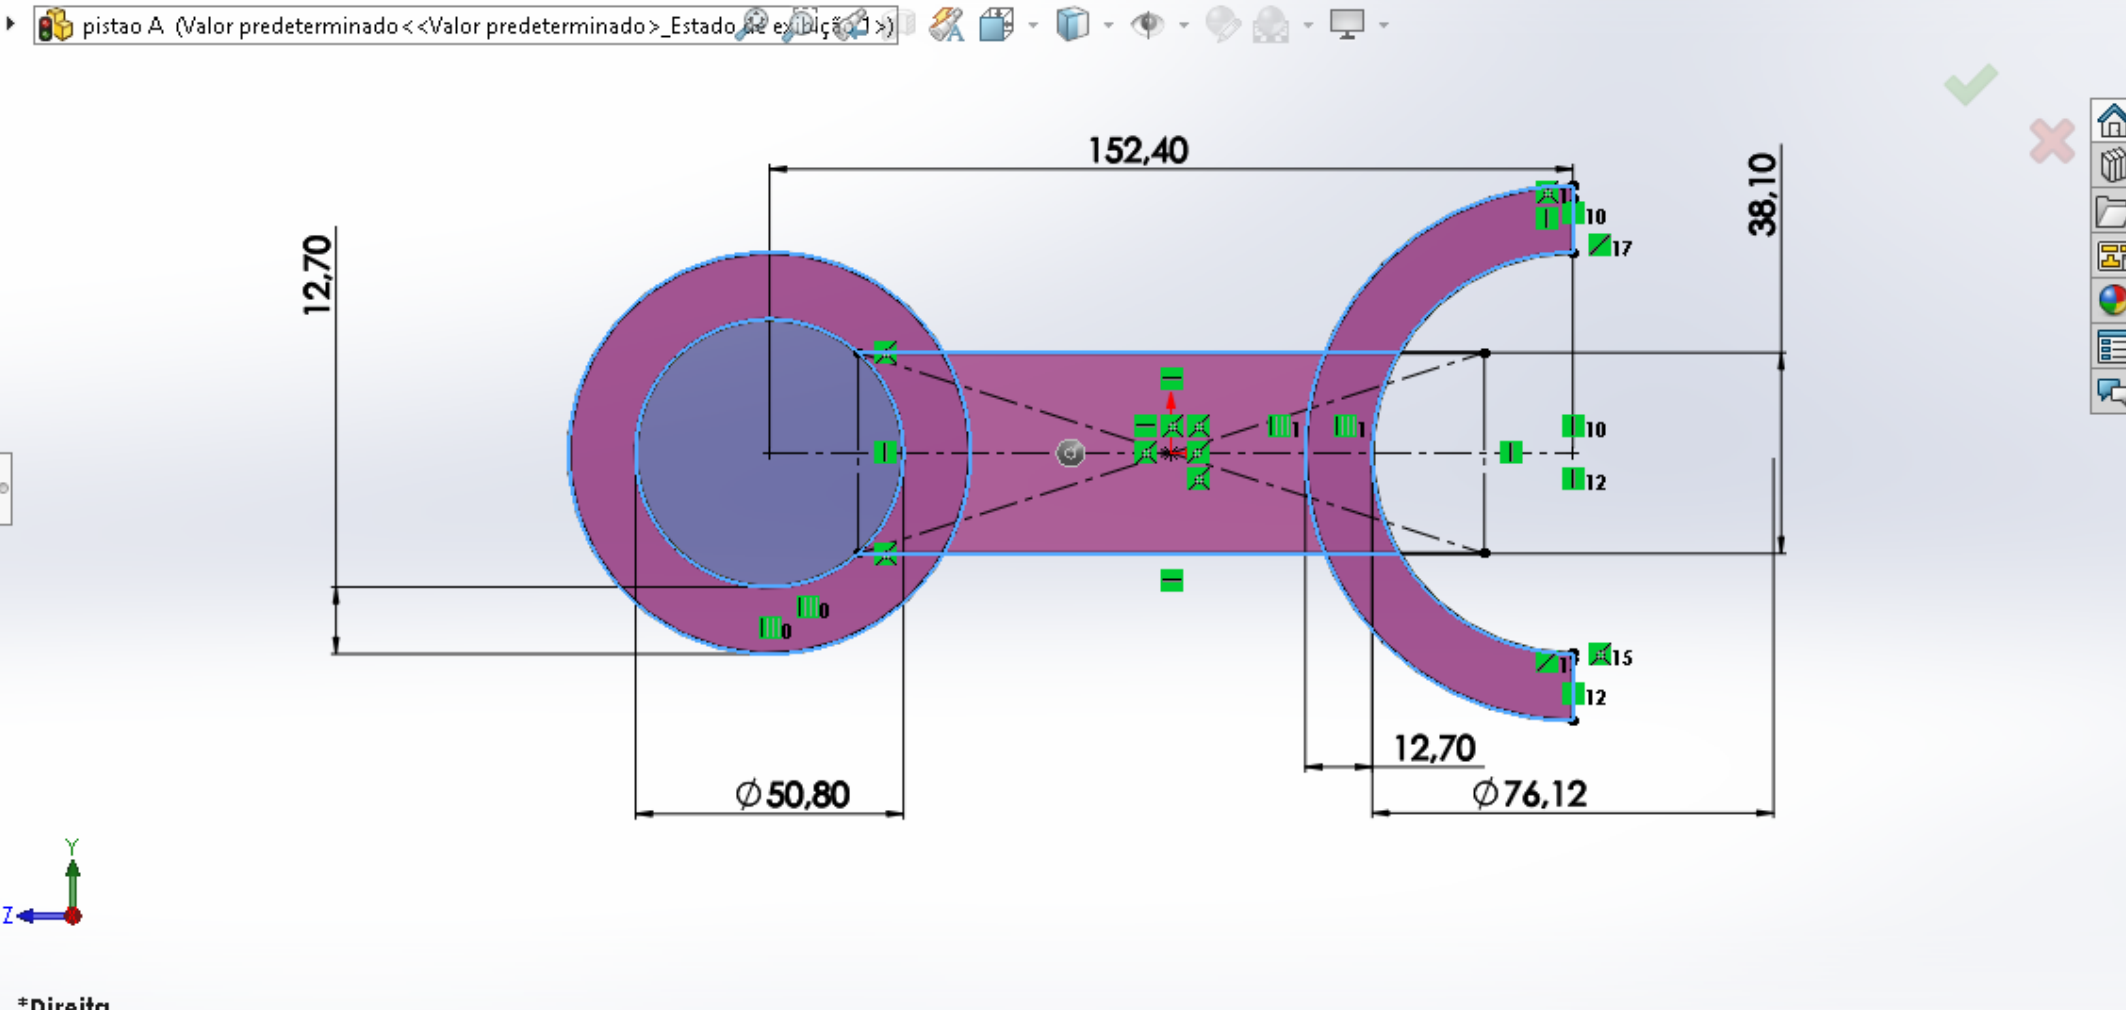 pistao A (Valor predeterminado<<Valor predeterminado>_Estado de exibição 1>)
152,40
38,10
12,70
10
17
1
1
10
12
0
0
1
15
12
12,70
Ø50,80
Ø76,12
Y
Z
*Direita